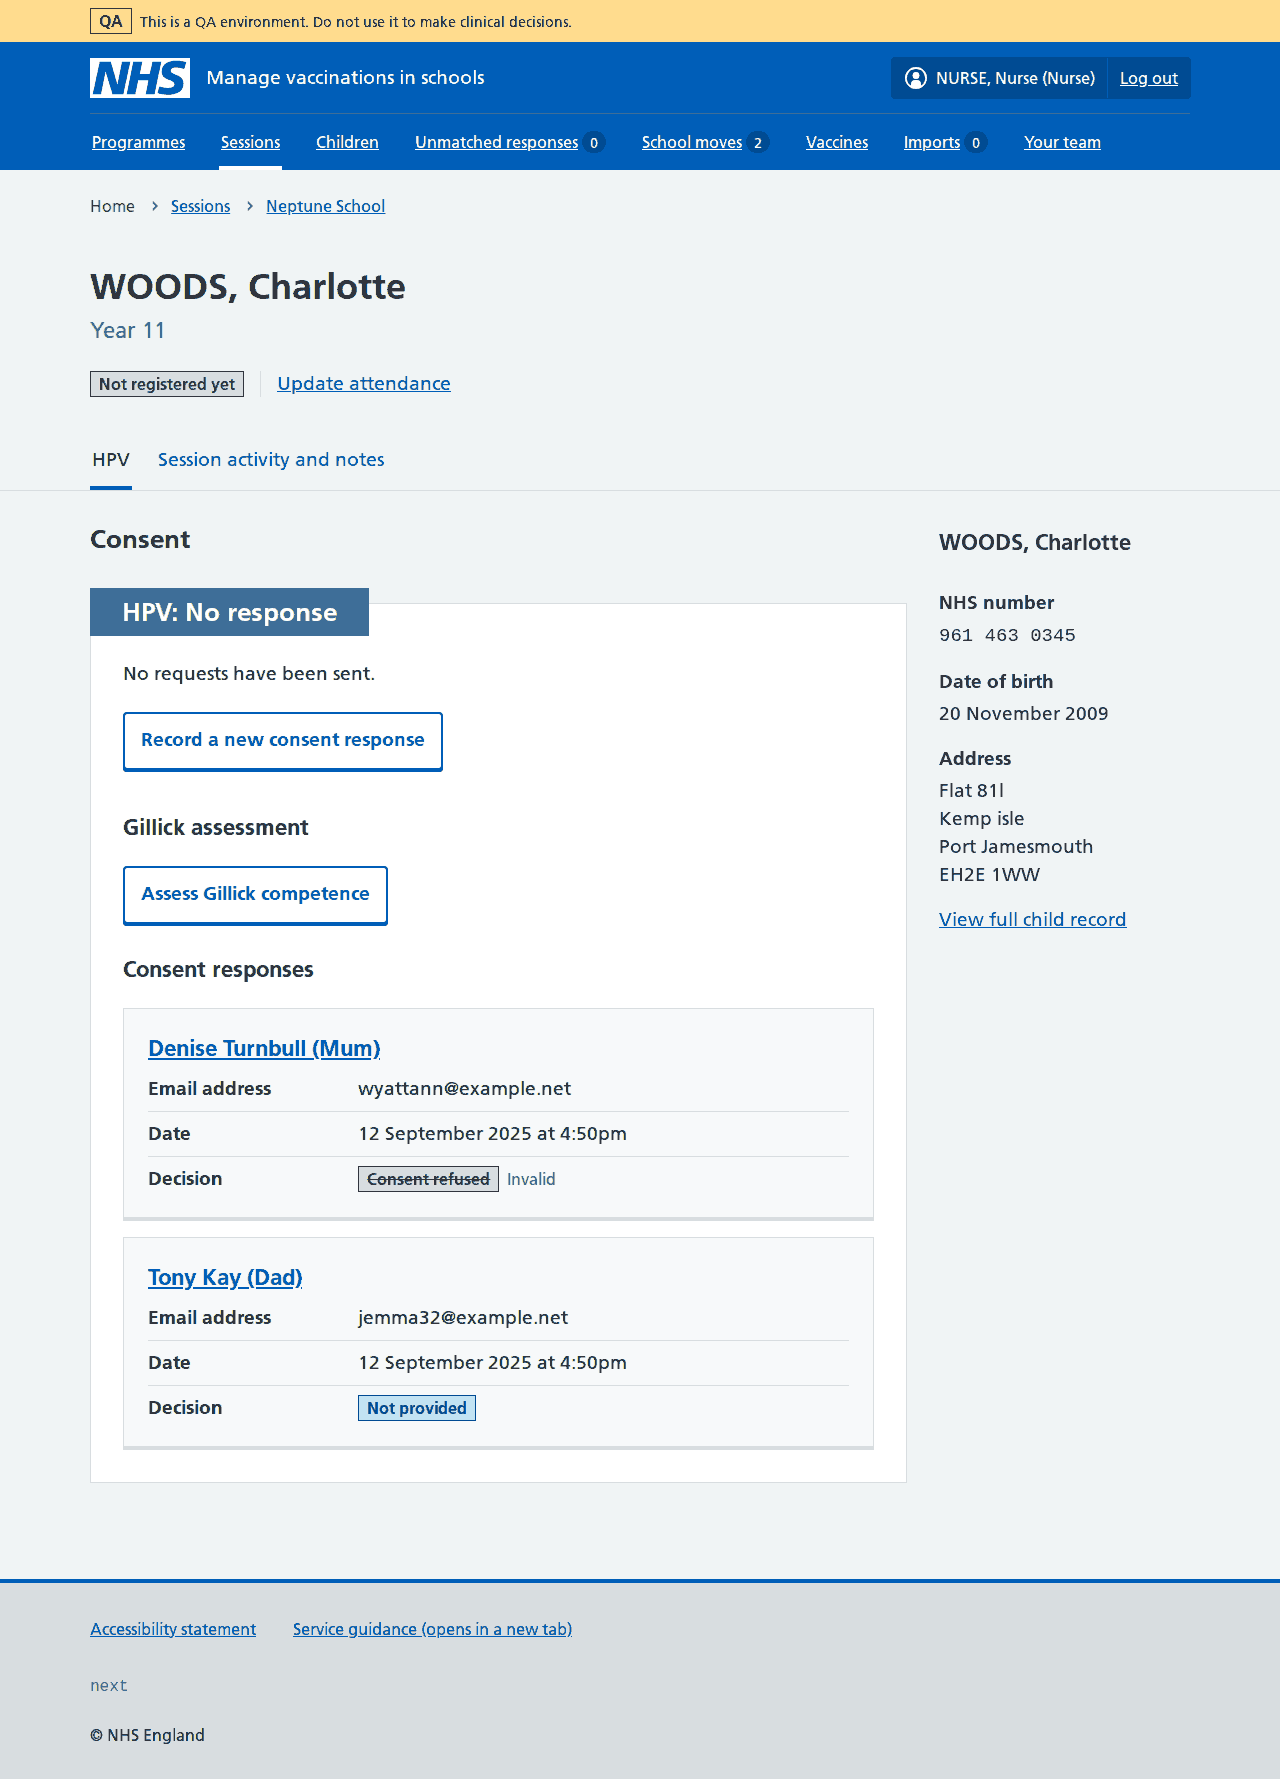 QA This is a QA environment. Do not use it to make clinical decisions.
NHS Manage vaccinations in schools
NURSE, Nurse (Nurse) Log out
Programmes Sessions Children Unmatched responses 0 School moves 2 Vaccines Imports 0 Your team
Home Sessions Neptune School
WOODS, Charlotte
Year 11
Not registered yet Update attendance
HPV Session activity and notes
Consent
HPV: No response
No requests have been sent.
Record a new consent response
Gillick assessment
Assess Gillick competence
Consent responses
Denise Turnbull (Mum)
Email address wyattann@example.net
Date 12 September 2025 at 4:50pm
Decision Consent refused Invalid
Tony Kay (Dad)
Email address jemma32@example.net
Date 12 September 2025 at 4:50pm
Decision Not provided
WOODS, Charlotte
NHS number
961 463 0345
Date of birth
20 November 2009
Address
Flat 81l
Kemp isle
Port Jamesmouth
EH2E 1WW
View full child record
Accessibility statement Service guidance (opens in a new tab)
next
© NHS England